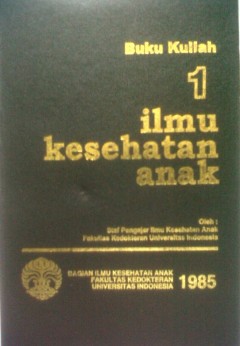 Buku Kuliah
1
ilmu
kesehatan
anak
Oleh :
Staf Pengajar Ilmu Kesehatan Anak
Fakultas Kedokteran Universitas Indonesia
BAGIAN ILMU KESEHATAN ANAK
FAKULTAS KEDOKTERAN
UNIVERSITAS INDONESIA 1985